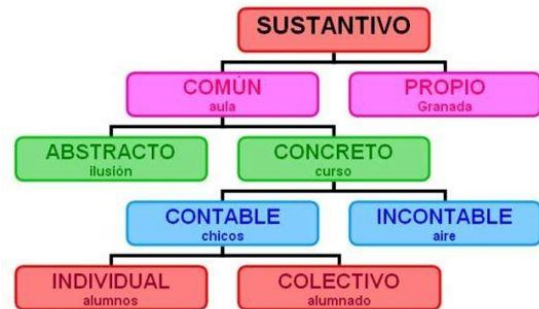 SUSTANTIVO
COMÚN
aula
PROPIO
Granada
ABSTRACTO
ilusión
CONCRETO
curso
CONTABLE
chicos
INCONTABLE
aire
INDIVIDUAL
alumnos
COLECTIVO
alumnado